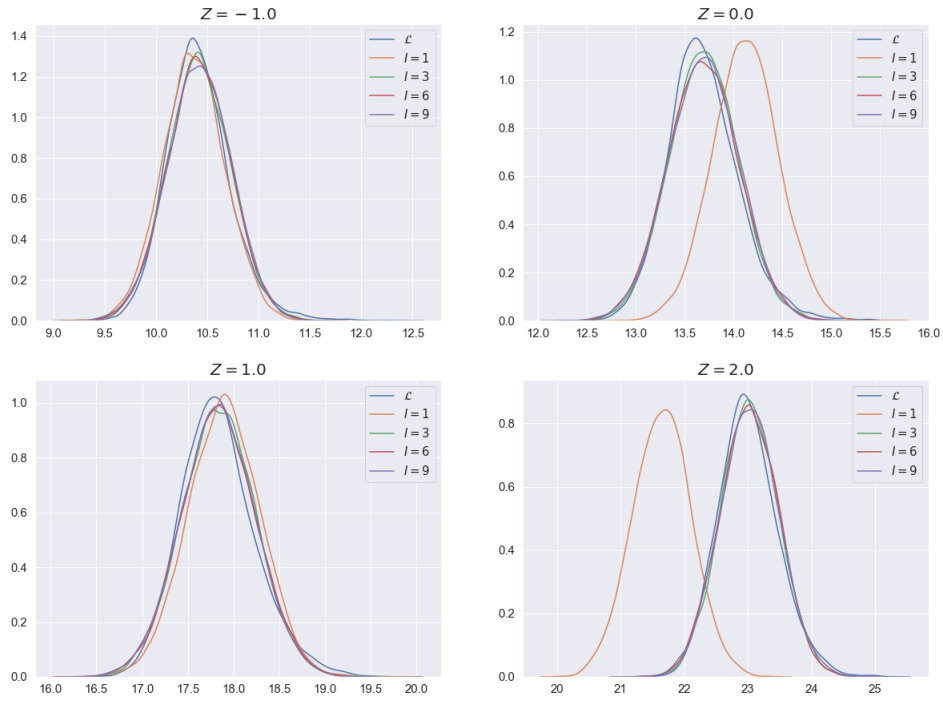 Z = −1.0
1.4
1.2
1.0
0.8
0.6
0.4
0.2
0.0
9.0 9.5 10.0 10.5 11.0 11.5 12.0 12.5
ℒ
l = 1
l = 3
l = 6
l = 9
Z = 0.0
1.2
1.0
0.8
0.6
0.4
0.2
0.0
12.0 12.5 13.0 13.5 14.0 14.5 15.0 15.5 16.0
ℒ
l = 1
l = 3
l = 6
l = 9
Z = 1.0
1.0
0.8
0.6
0.4
0.2
0.0
16.0 16.5 17.0 17.5 18.0 18.5 19.0 19.5 20.0
ℒ
l = 1
l = 3
l = 6
l = 9
Z = 2.0
0.8
0.6
0.4
0.2
0.0
20 21 22 23 24 25
ℒ
l = 1
l = 3
l = 6
l = 9